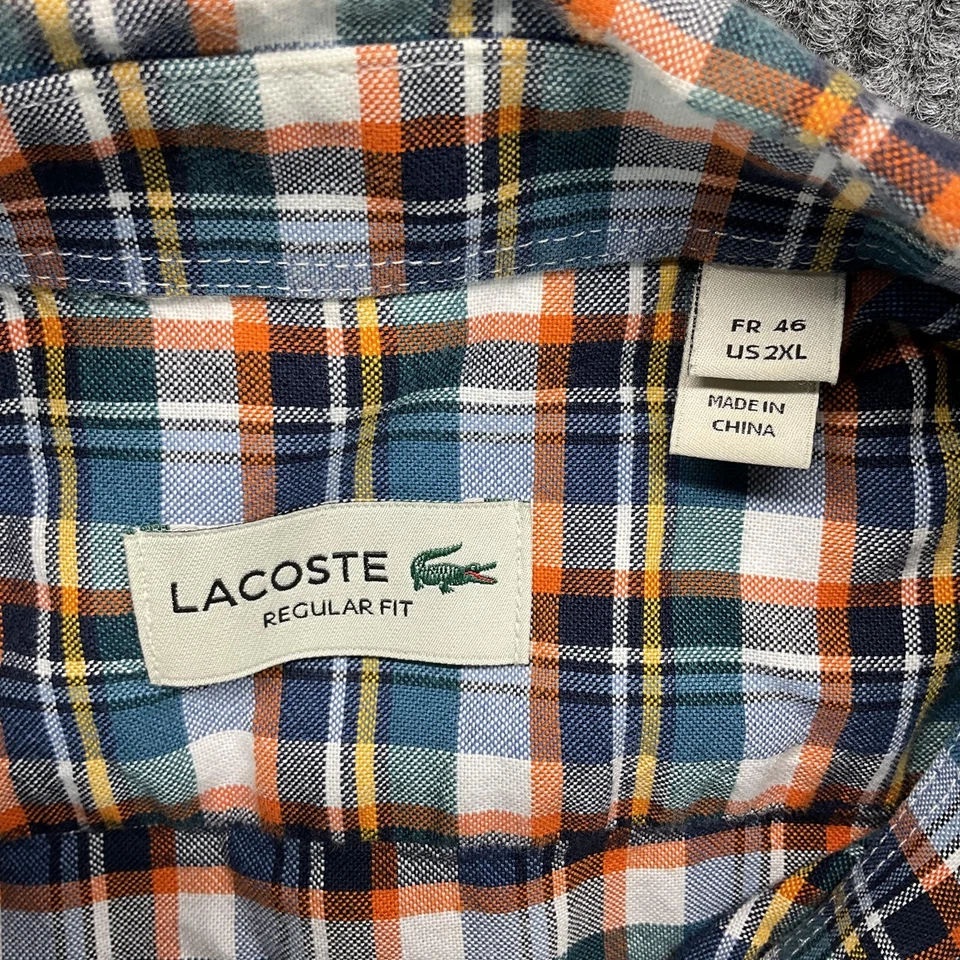 FR 46
US 2XL
MADE IN
CHINA
LACOSTE
REGULAR FIT